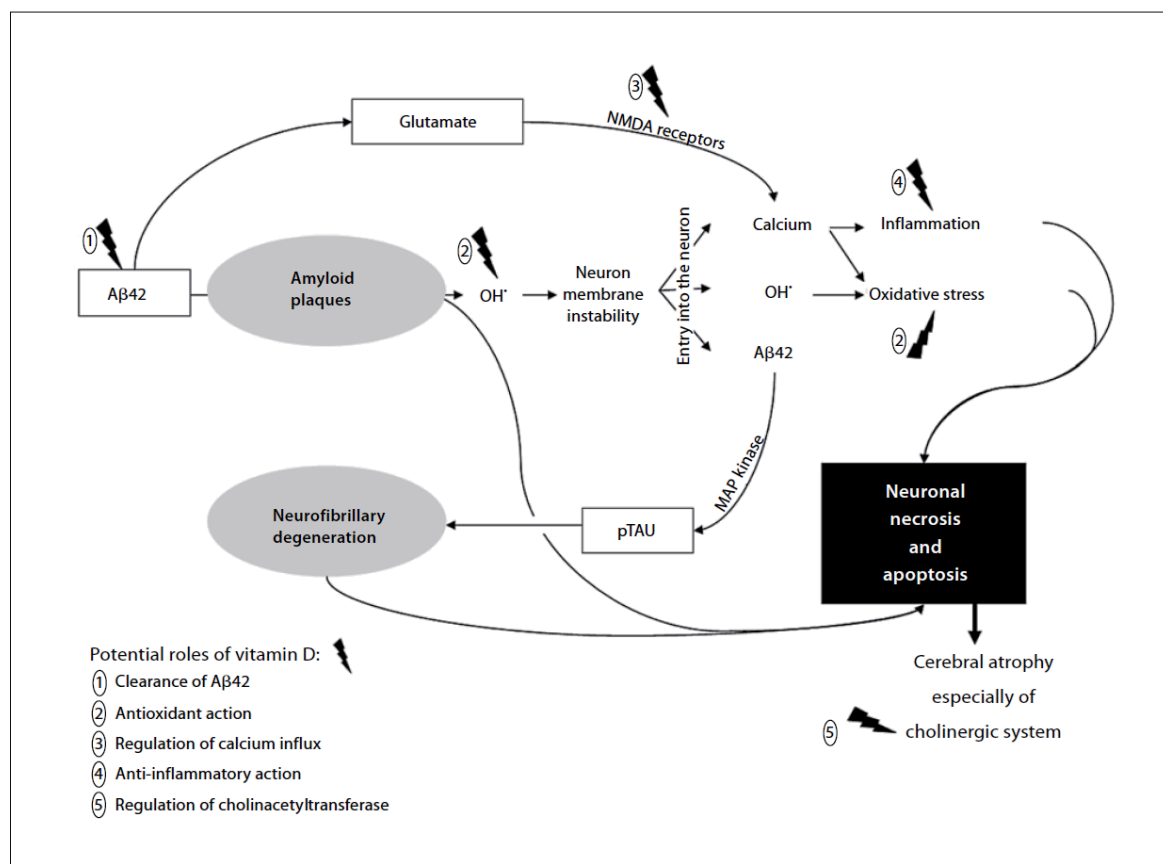 ③
NMDA receptors
Glutamate
①
Aβ42
Amyloid
plaques
②
OH•
Neuron
membrane
instability
Entry into the neuron
Calcium
OH•
Aβ42
④
Inflammation
Oxidative stress
②
MAP kinase
pTAU
Neurofibrillary
degeneration
Neuronal
necrosis
and
apoptosis
Cerebral atrophy
especially of
⑤ cholinergic system
Potential roles of vitamin D:
① Clearance of Aβ42
② Antioxidant action
③ Regulation of calcium influx
④ Anti-inflammatory action
⑤ Regulation of cholinacetyltransferase